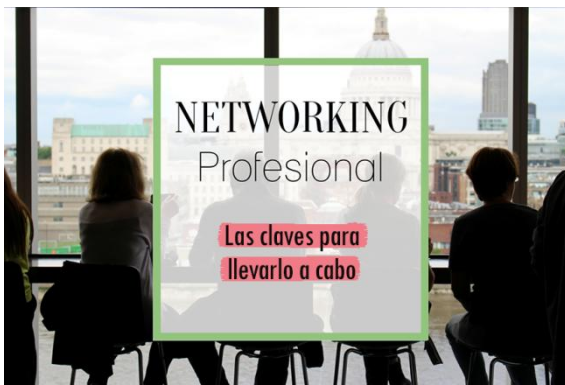 NETWORKING
Profesional
Las claves para
llevarlo a cabo